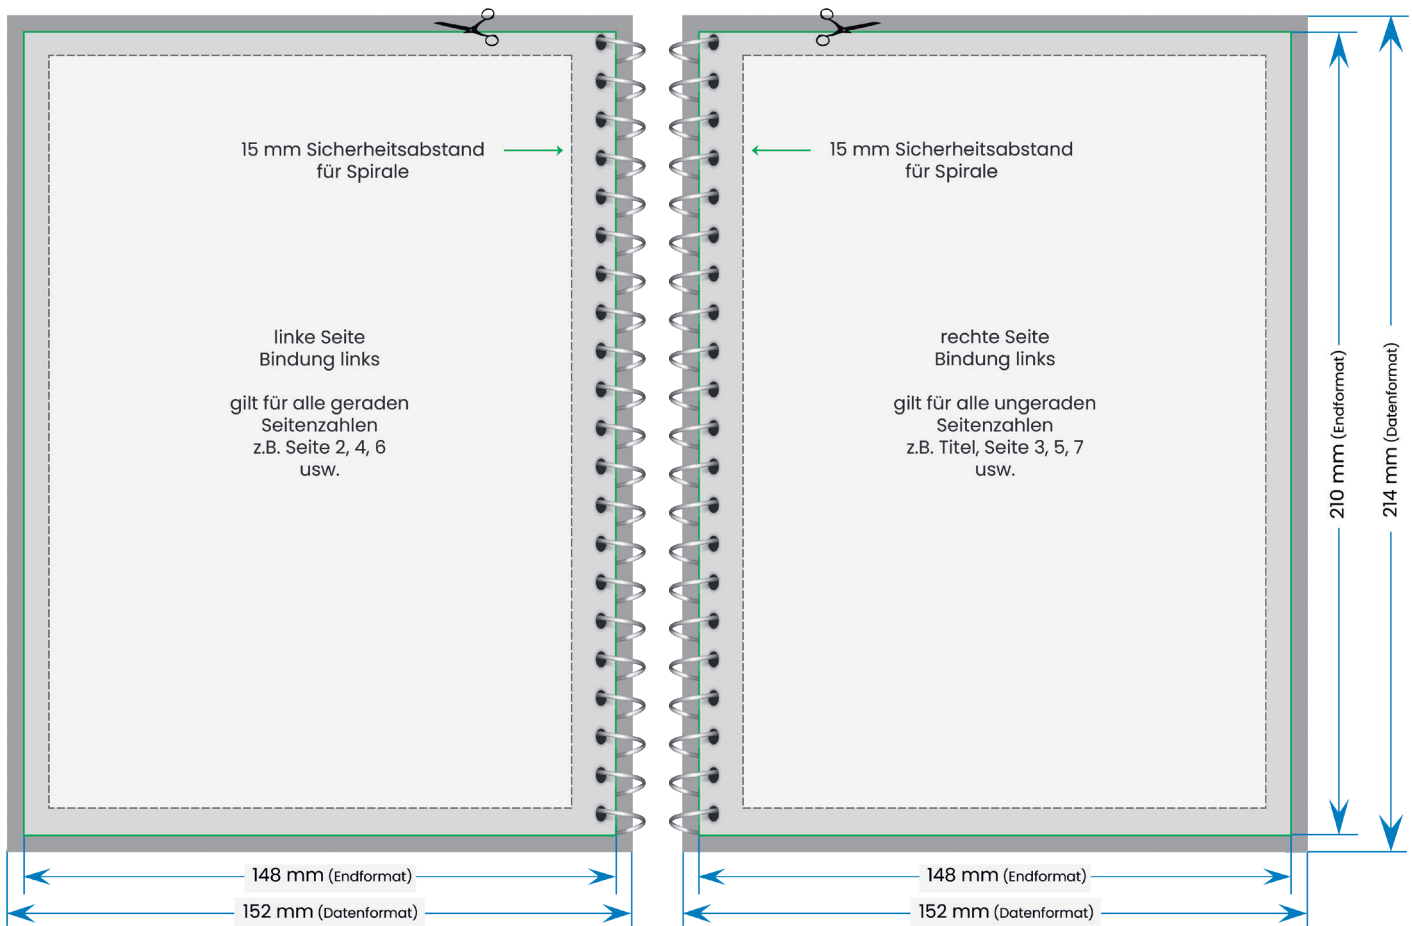 15 mm Sicherheitsabstand
für Spirale
linke Seite
Bindung links
gilt für alle geraden
Seitenzahlen
z.B. Seite 2, 4, 6
usw.
148 mm (Endformat)
152 mm (Datenformat)
15 mm Sicherheitsabstand
für Spirale
rechte Seite
Bindung links
gilt für alle ungeraden
Seitenzahlen
z.B. Titel, Seite 3, 5, 7
usw.
148 mm (Endformat)
152 mm (Datenformat)
210 mm (Endformat)
214 mm (Datenformat)